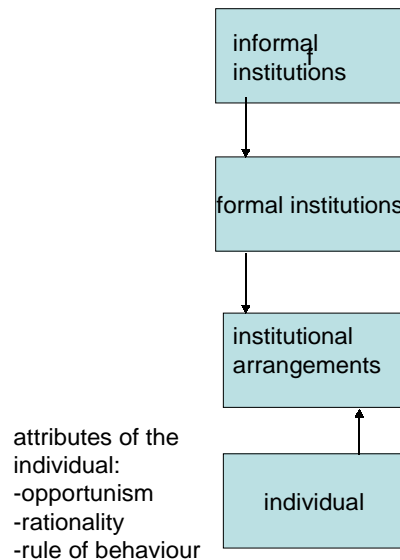 informal
f
institutions
formal institutions
institutional
arrangements
attributes of the
individual:
-opportunism
-rationality
-rule of behaviour
individual